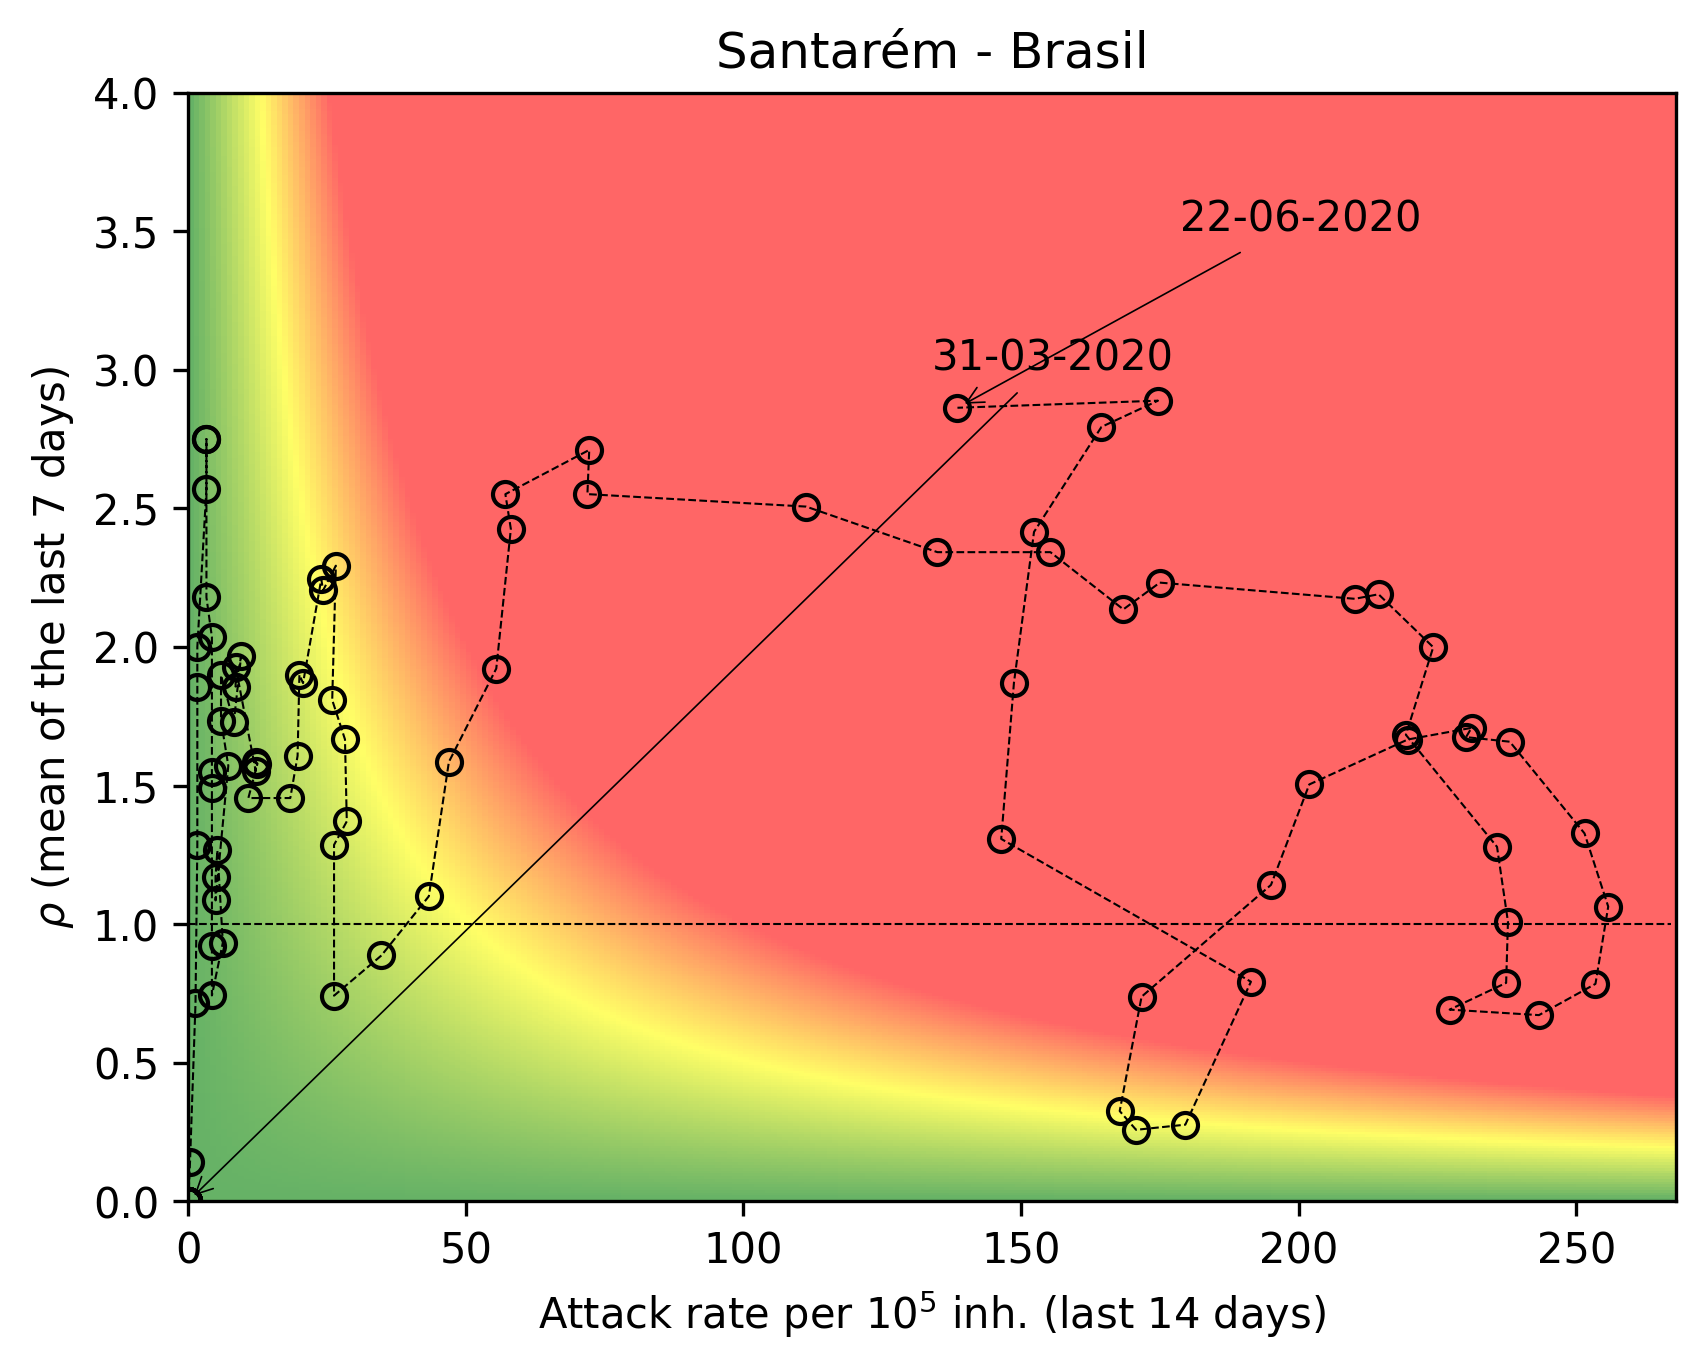 Santarém - Brasil
4.0
3.5
3.0
2.5
2.0
1.5
1.0
0.5
0.0
ρ (mean of the last 7 days)
22-06-2020
31-03-2020
0 50 100 150 200 250
Attack rate per 10⁵ inh. (last 14 days)